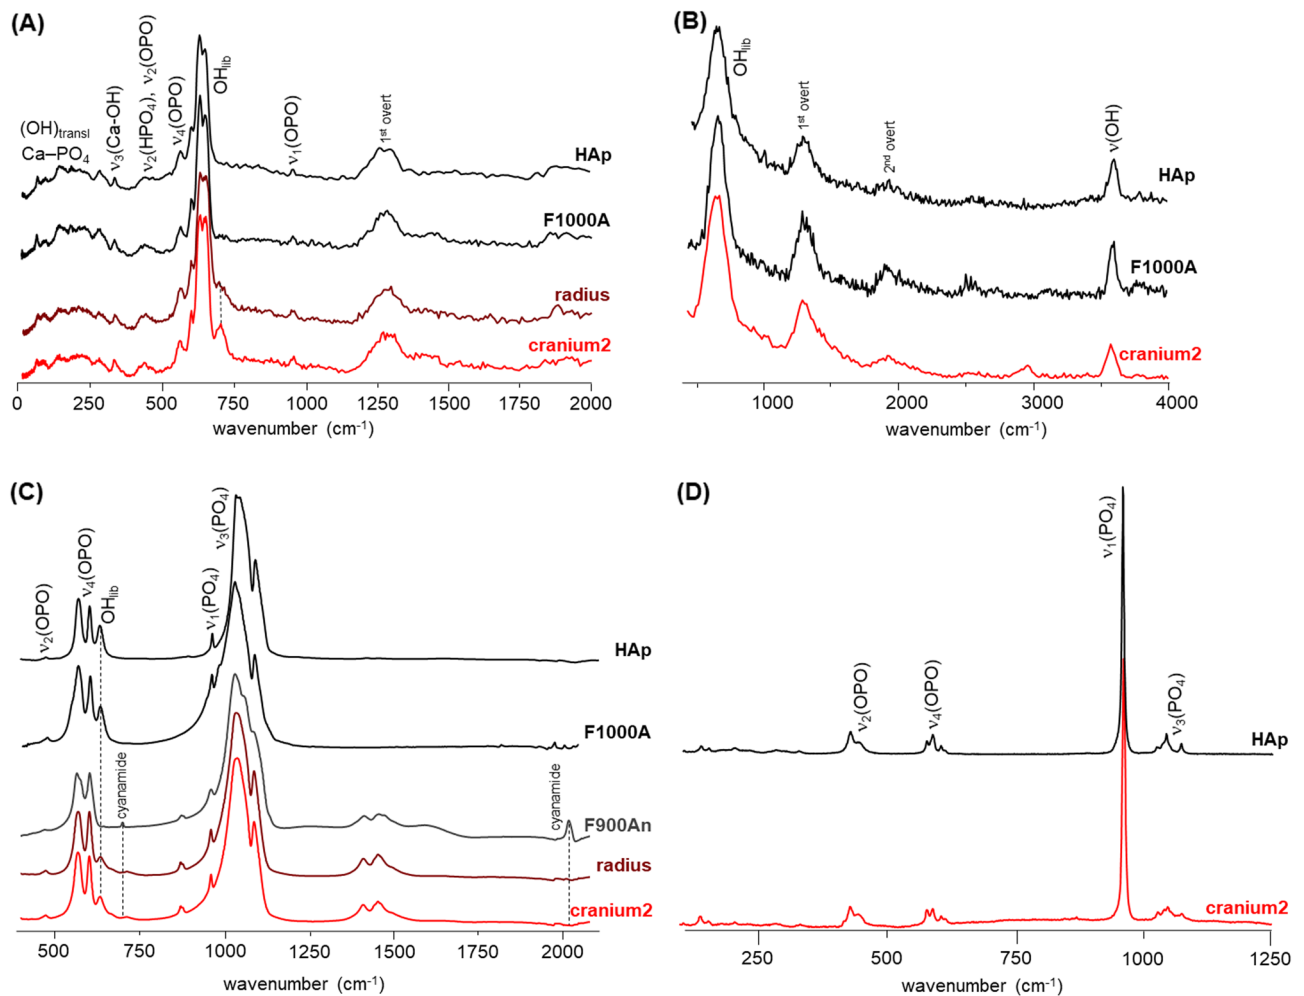 (A)
(OH)transl
Ca–PO4
ν3(Ca-OH)
ν2(HPO4), ν2(OPO)
ν4(OPO)
OHlib
ν1(OPO)
1st overt
HAp
F1000A
radius
cranium2
0 250 500 750 1000 1250 1500 1750 2000
wavenumber (cm-1)
(B)
OHlib
1st overt
2nd overt
ν(OH)
HAp
F1000A
cranium2
1000 2000 3000 4000
wavenumber (cm-1)
(C)
ν2(OPO)
ν4(OPO)
OHlib
ν1(PO4)
ν3(PO4)
HAp
F1000A
cyanamide
cyanamide
F900An
radius
cranium2
500 750 1000 1250 1500 1750 2000
wavenumber (cm-1)
(D)
ν2(OPO)
ν4(OPO)
ν1(PO4)
ν3(PO4)
HAp
cranium2
250 500 750 1000 1250
wavenumber (cm-1)